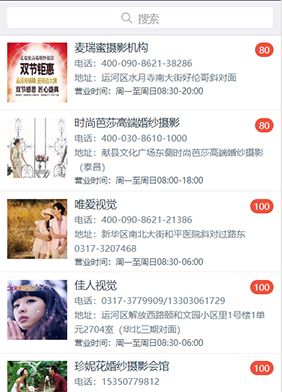 搜索
麦瑞蜜摄影机构
80
电话：400-090-8621-38286
地址：运河区水月寺南大街好伦哥斜对面
营业时间：周一至周日08:30-20:00
双节钜惠
匠心臻选
时尚芭莎高端婚纱摄影
80
电话：400-030-8610-1000
地址：献县文化广场东侧时尚芭莎高端婚纱摄影
（泰昌）
营业时间：周一至周日08:00-18:00
唯爱视觉
100
电话：400-090-8621-21386
地址：新华区南北大街和平医院斜对过路东
0317-3207468
营业时间：周一至周日08:30-06:00
佳人视觉
100
电话：0317-3779909/13303061729
地址：运河区解放西路颐和文园小区里1号楼1单
元2704室（华北三期对面）
营业时间：周一至周日08:30-06:00
珍妮花婚纱摄影会馆
100
电话：15350779812